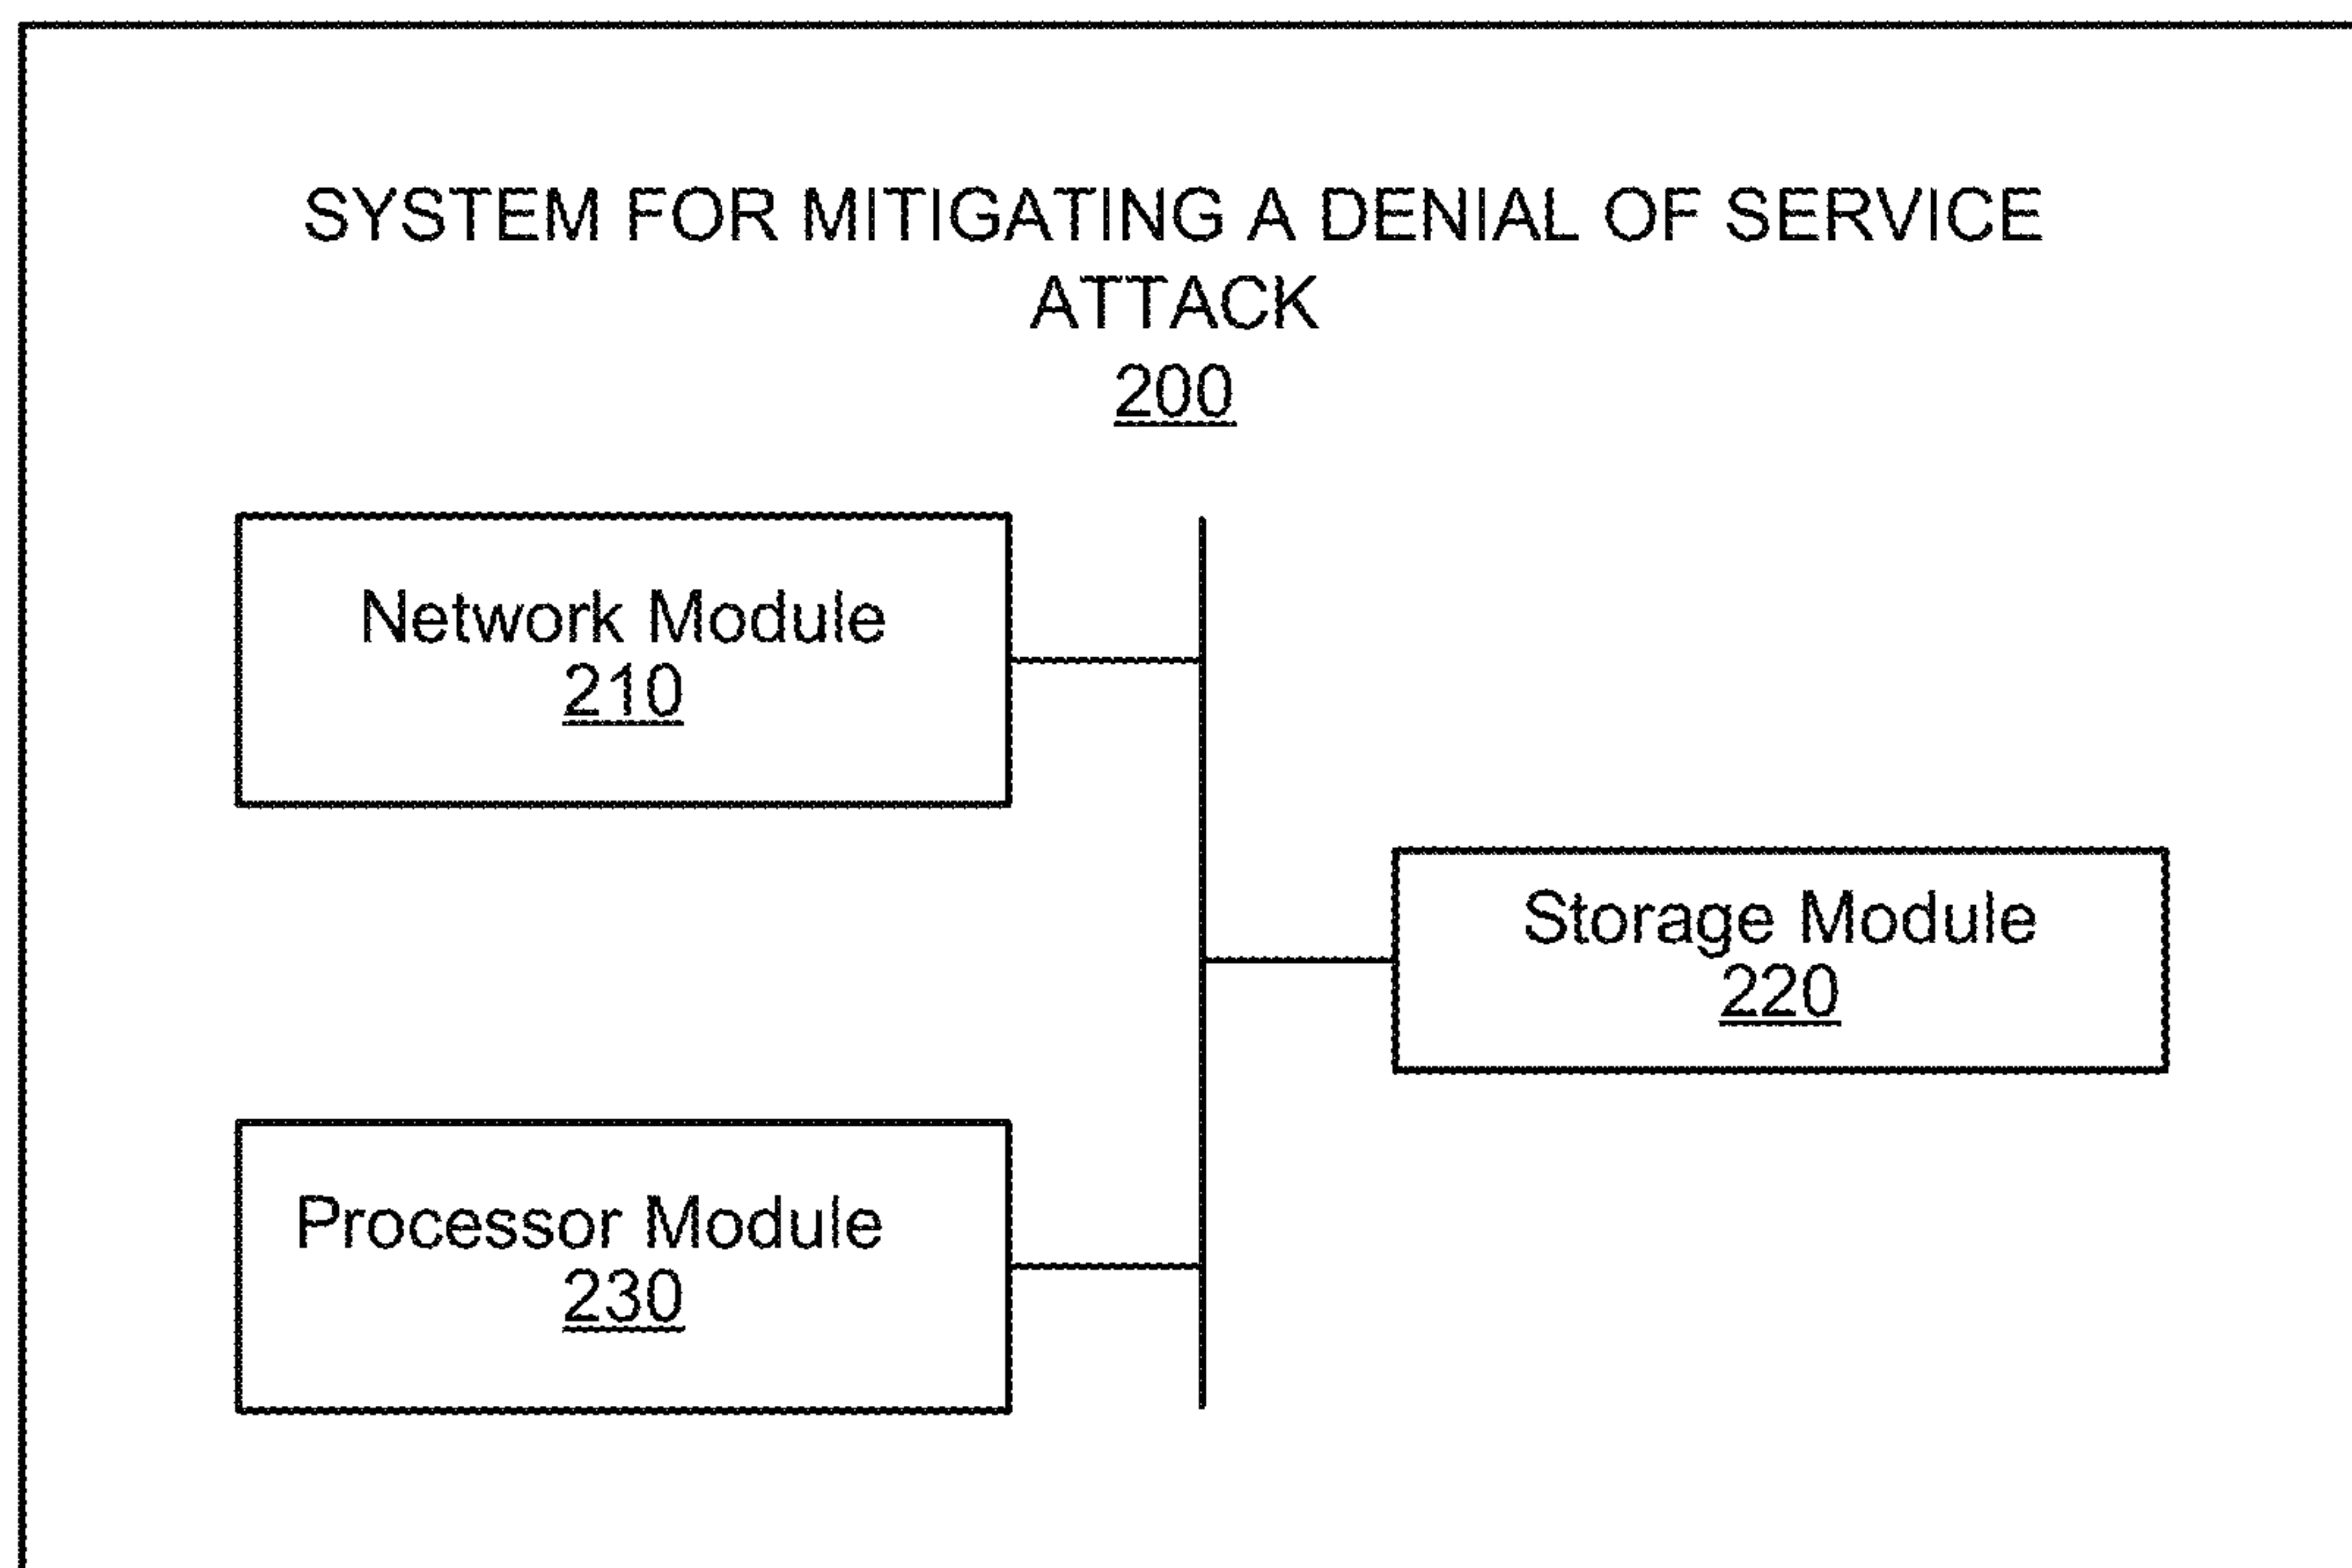 SYSTEM FOR MITIGATING A DENIAL OF SERVICE
ATTACK
200
Network Module
210
Storage Module
220
Processor Module
230